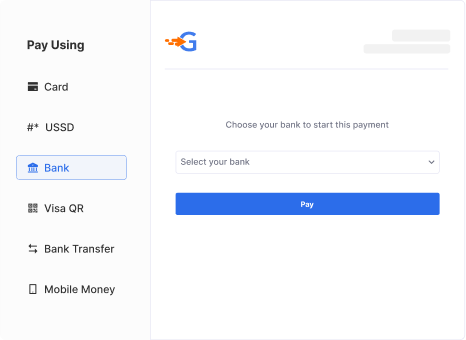 Pay Using
Card
#* USSD
Bank
Visa QR
Bank Transfer
Mobile Money
G
Choose your bank to start this payment
Select your bank
Pay